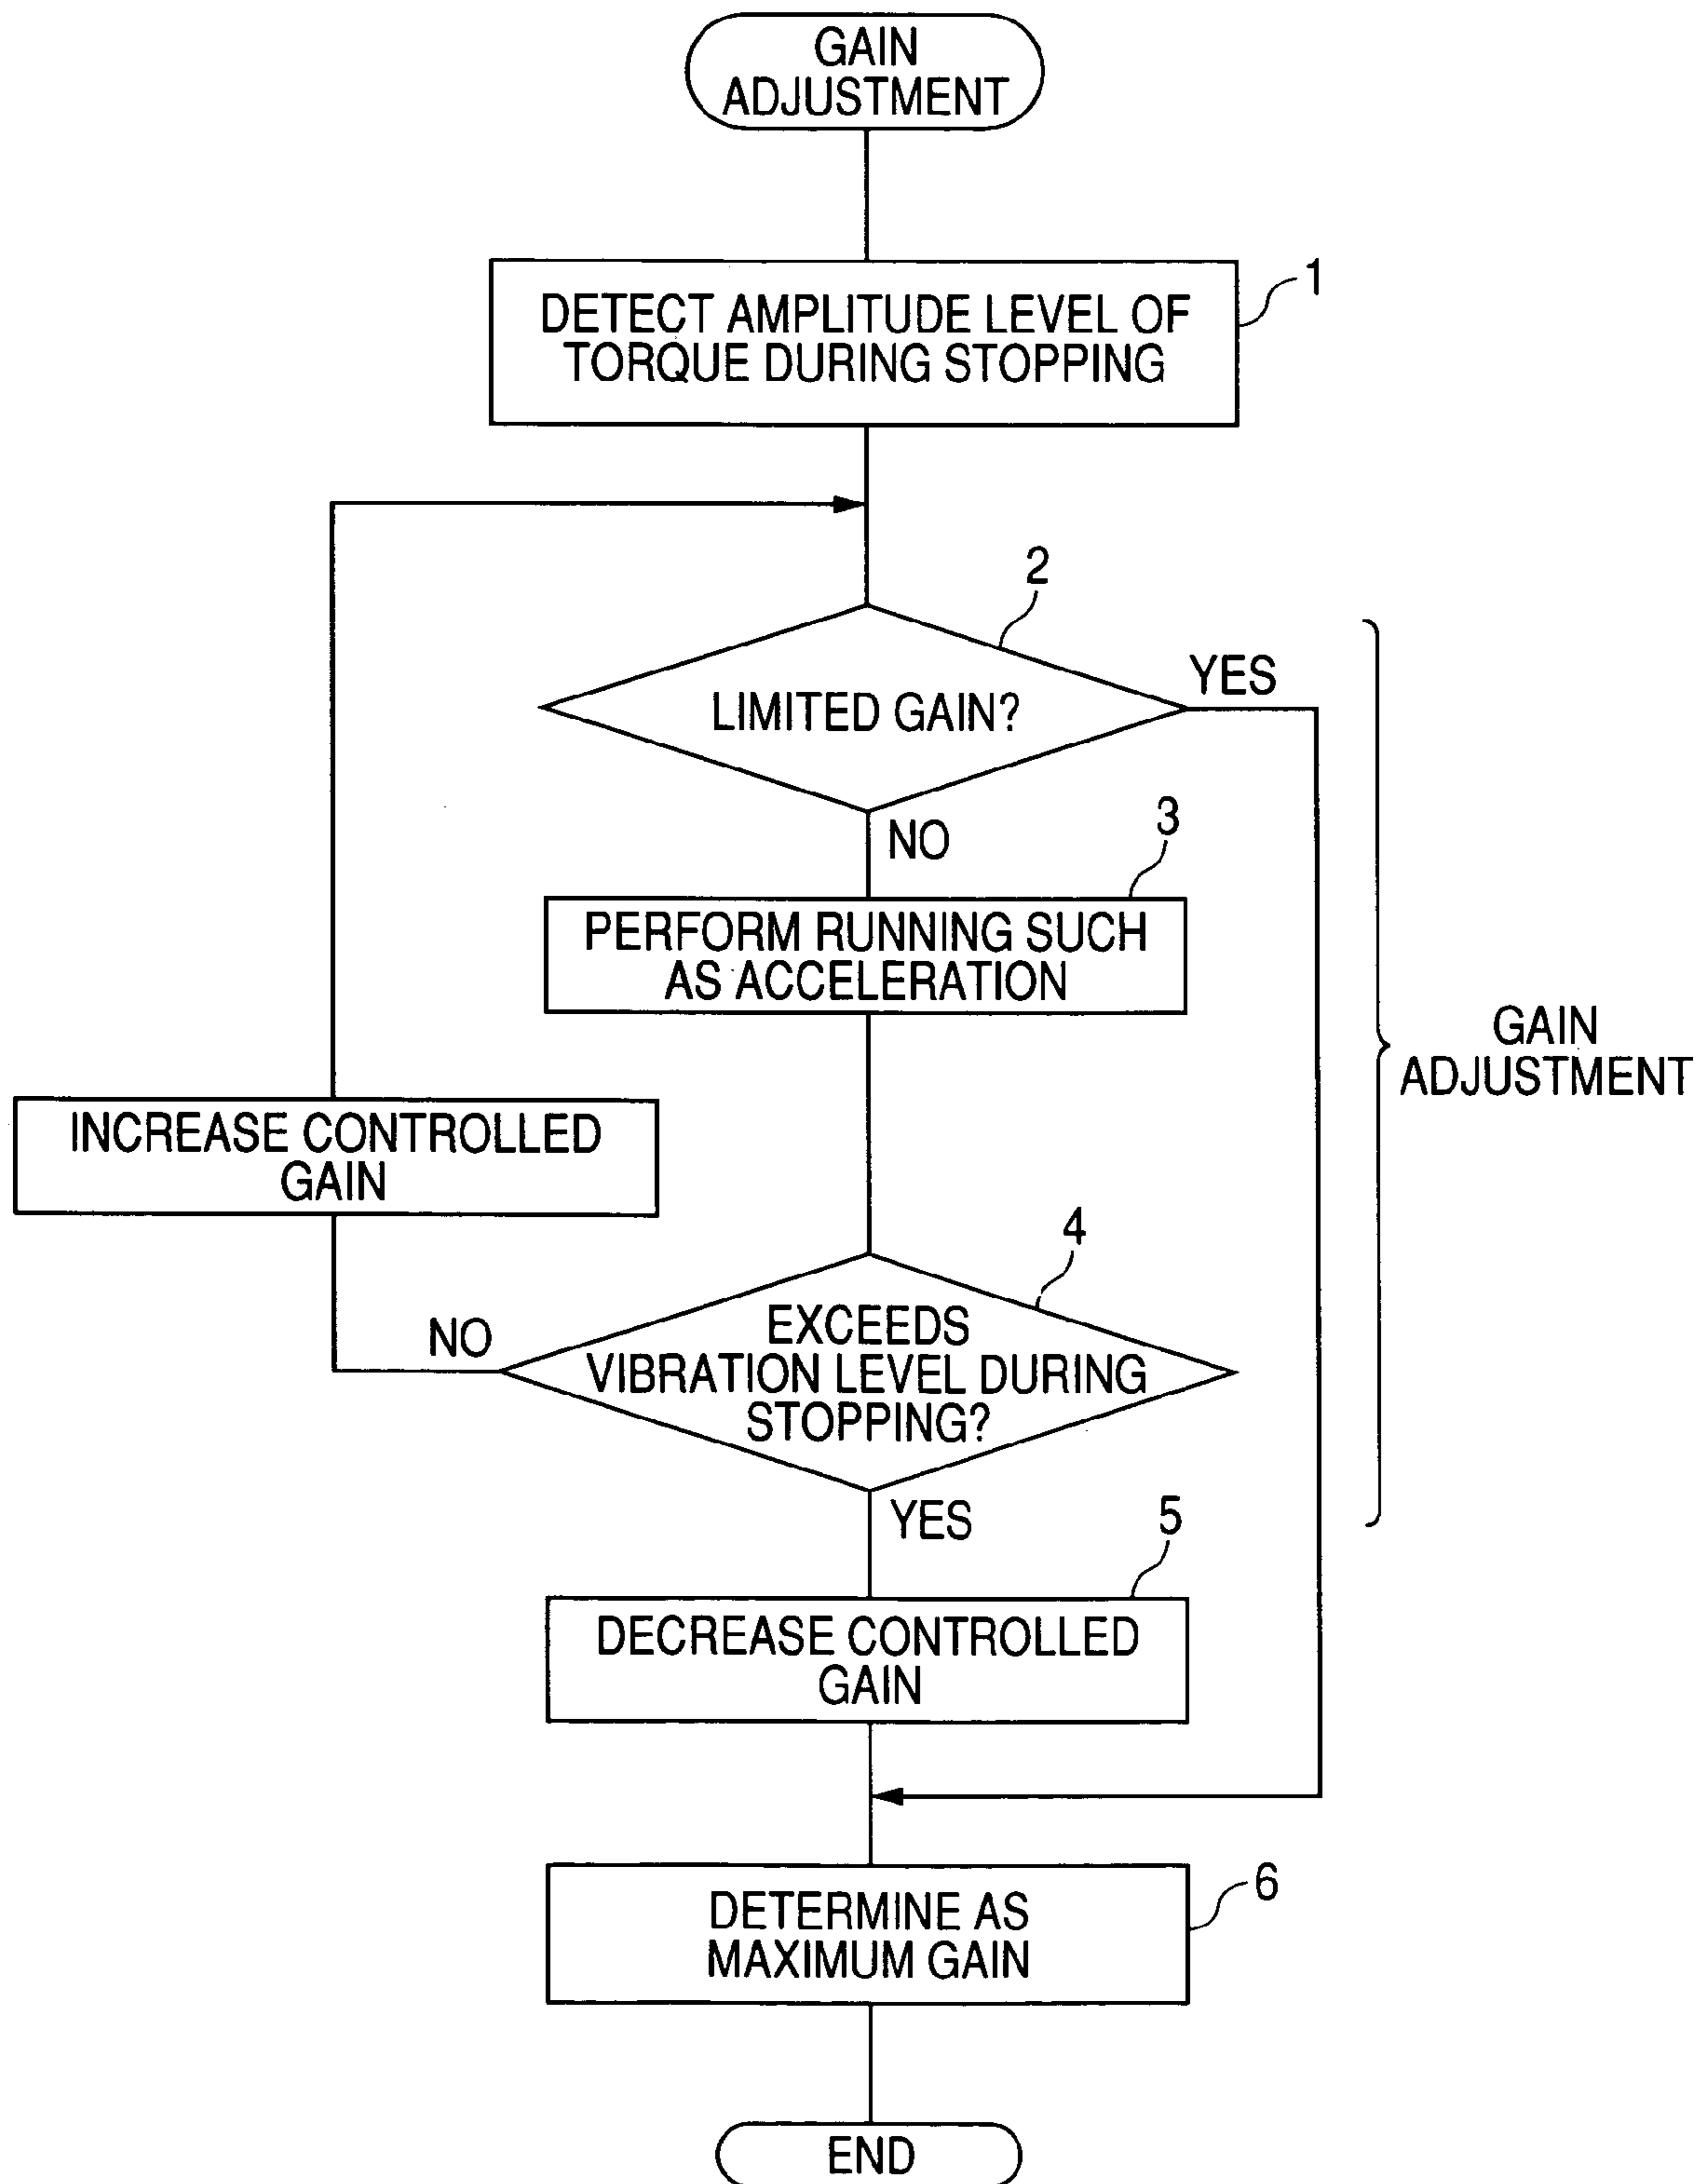 GAIN
ADJUSTMENT
1
DETECT AMPLITUDE LEVEL OF
TORQUE DURING STOPPING
2
LIMITED GAIN?
YES
NO
3
PERFORM RUNNING SUCH
AS ACCELERATION
GAIN
ADJUSTMENT
INCREASE CONTROLLED
GAIN
4
EXCEEDS
VIBRATION LEVEL DURING
STOPPING?
NO
YES
5
DECREASE CONTROLLED
GAIN
6
DETERMINE AS
MAXIMUM GAIN
END